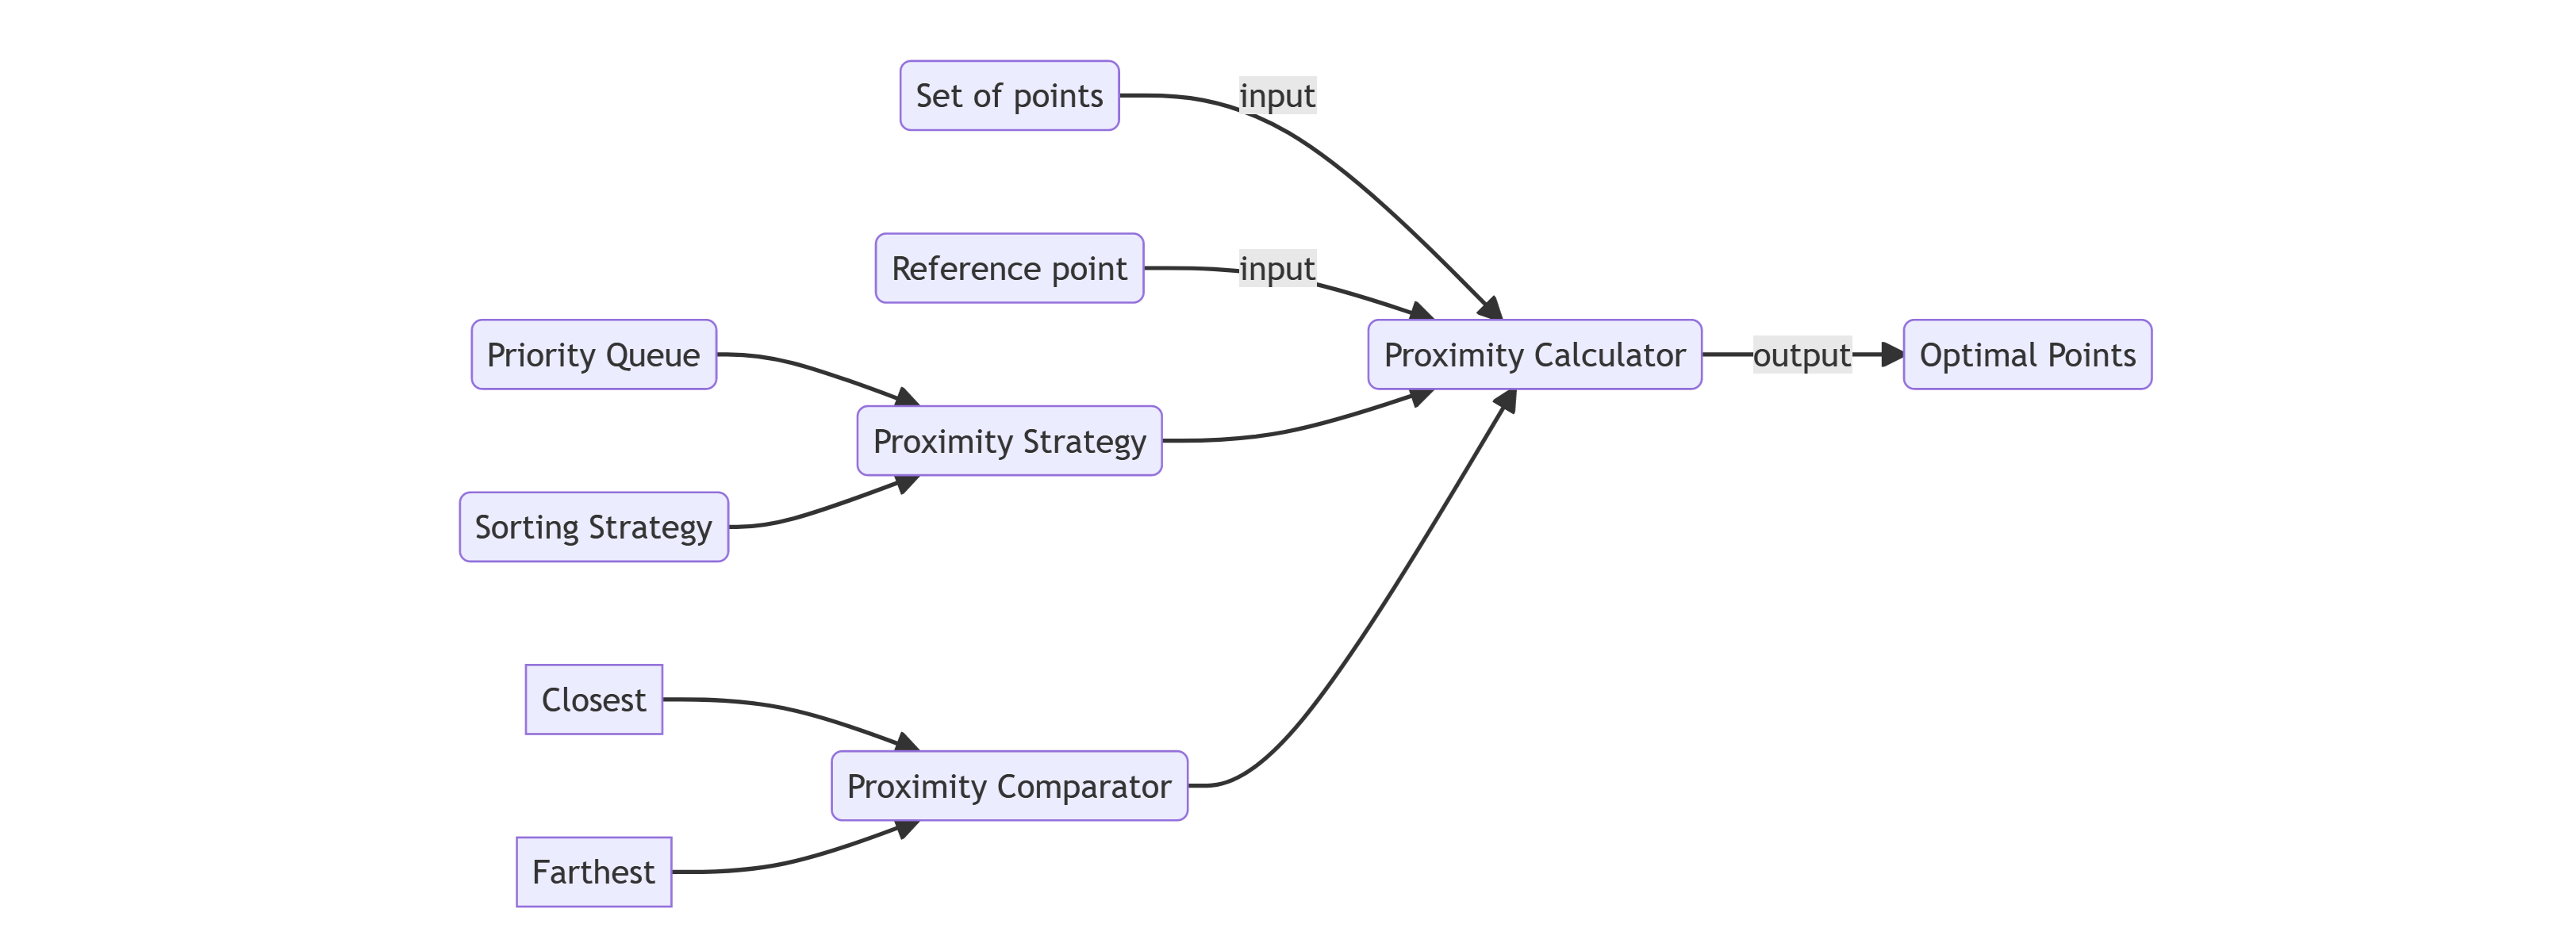 Set of points
input
Reference point
input
Priority Queue
Proximity Calculator
output
Optimal Points
Proximity Strategy
Sorting Strategy
Closest
Proximity Comparator
Farthest